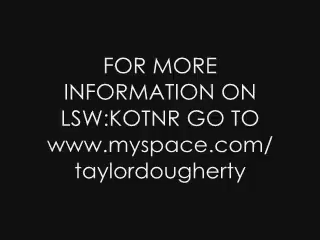 FOR MORE
INFORMATION ON
LSW:KOTNR GO TO
www.myspace.com/
taylordougherty